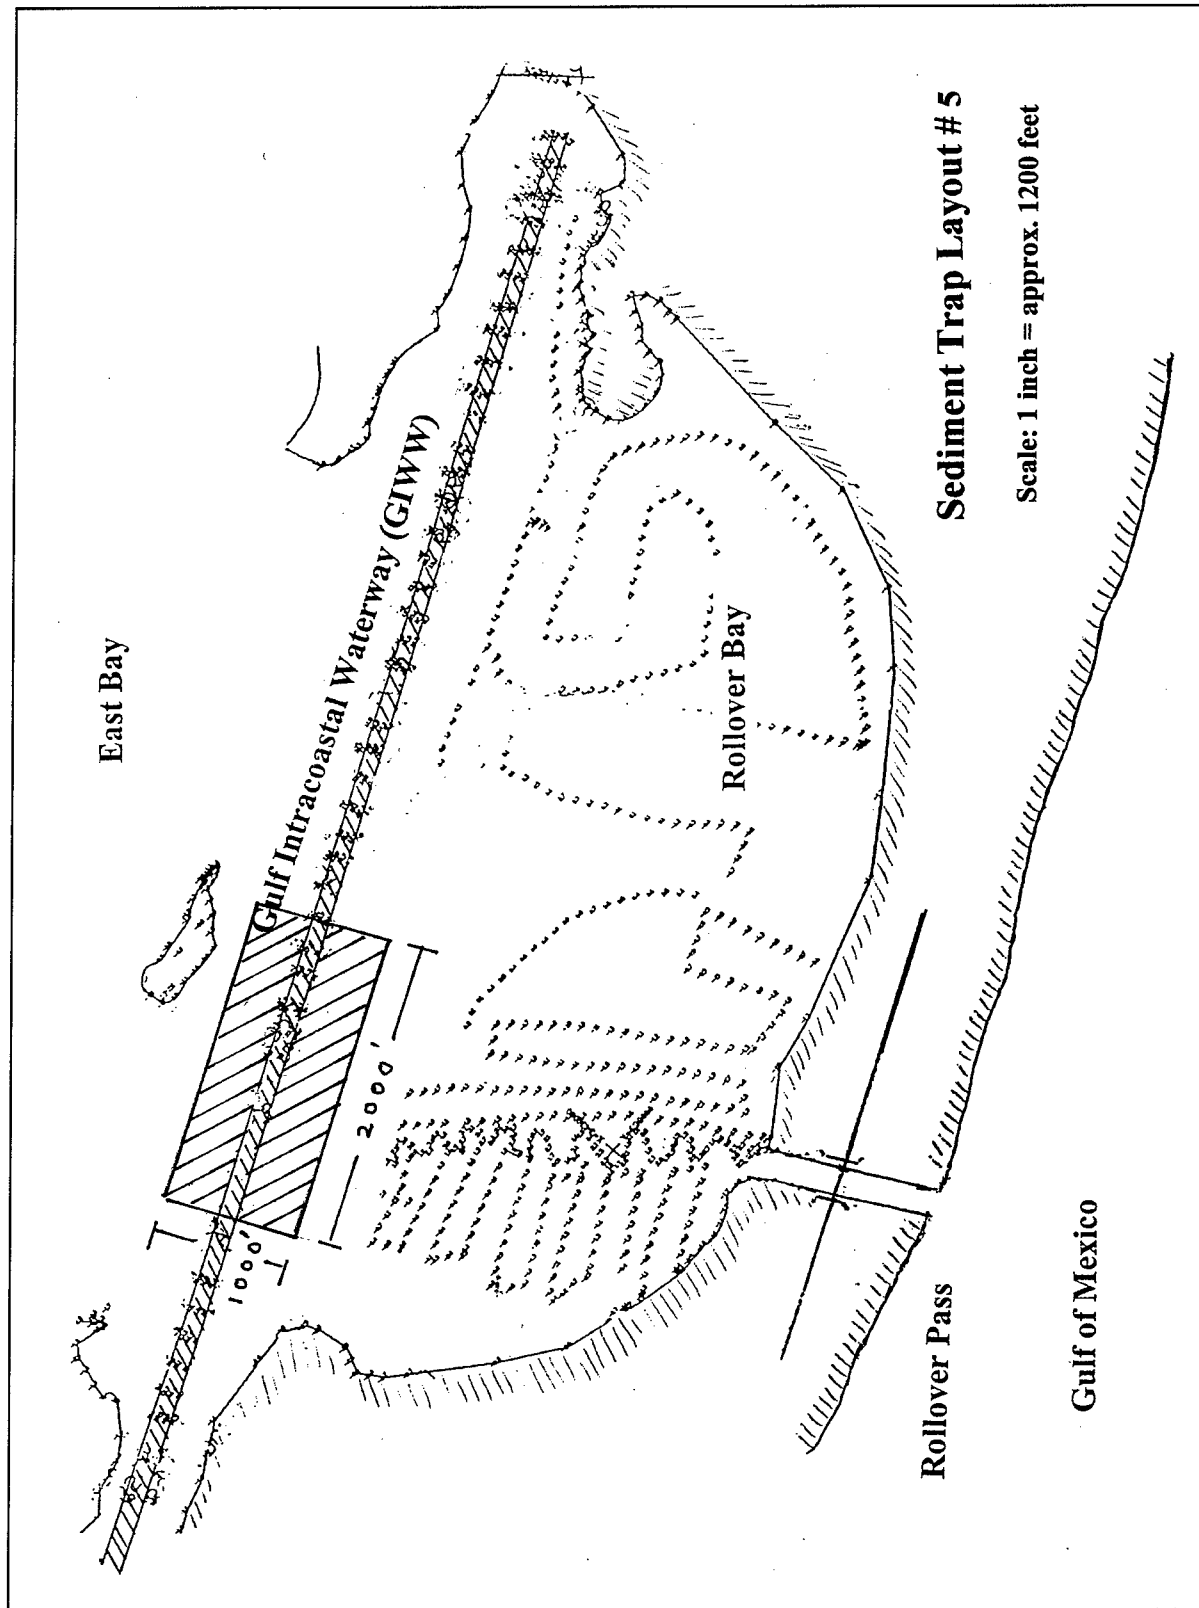 East Bay
Gulf Intracoastal Waterway (GIWW)
2000'
1000'
Rollover Bay
Rollover Pass
Gulf of Mexico
Sediment Trap Layout # 5
Scale: 1 inch = approx. 1200 feet